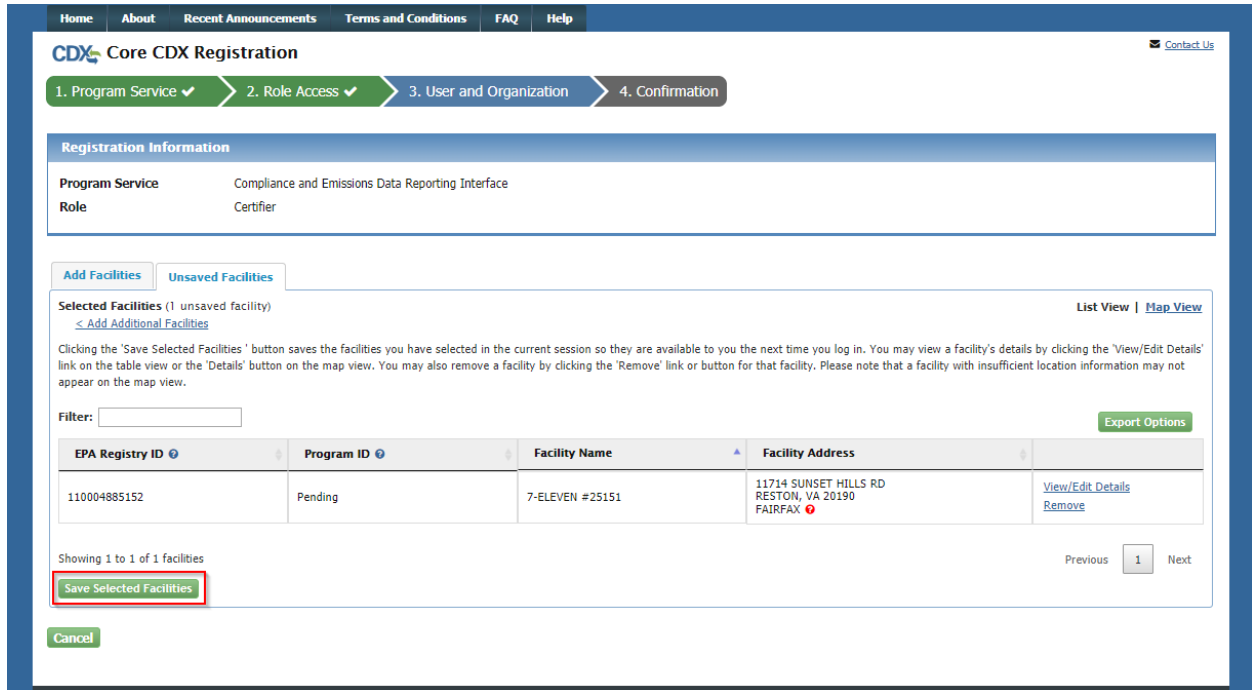 Home About Recent Announcements Terms and Conditions FAQ Help
Contact Us
CDX Core CDX Registration
1. Program Service ✔ 2. Role Access ✔ 3. User and Organization 4. Confirmation
Registration Information
Program Service Compliance and Emissions Data Reporting Interface
Role Certifier
Add Facilities Unsaved Facilities
Selected Facilities (1 unsaved facility) List View | Map View
< Add Additional Facilities
Clicking the 'Save Selected Facilities ' button saves the facilities you have selected in the current session so they are available to you the next time you log in. You may view a facility's details by clicking the 'View/Edit Details'
link on the table view or the 'Details' button on the map view. You may also remove a facility by clicking the 'Remove' link or button for that facility. Please note that a facility with insufficient location information may not
appear on the map view.
Filter: Export Options
EPA Registry ID ? Program ID ? Facility Name Facility Address
110004885152 Pending 7-ELEVEN #25151 11714 SUNSET HILLS RD
RESTON, VA 20190
FAIRFAX ?
View/Edit Details
Remove
Showing 1 to 1 of 1 facilities Previous 1 Next
Save Selected Facilities
Cancel